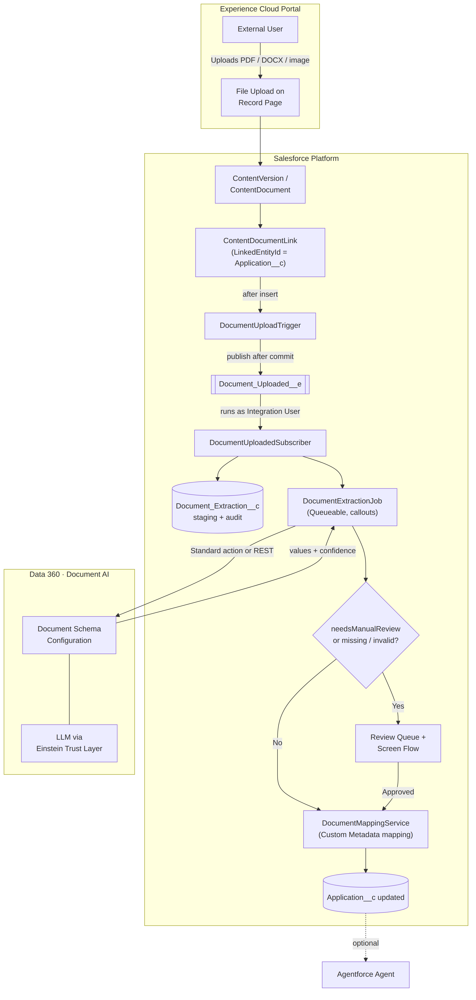 Experience Cloud Portal
External User
Uploads PDF / DOCX / image
File Upload on
Record Page
Salesforce Platform
ContentVersion /
ContentDocument
ContentDocumentLink
(LinkedEntityId =
Application__c)
after insert
DocumentUploadTrigger
publish after commit
Document_Uploaded__e
runs as Integration User
DocumentUploadedSubscriber
Document_Extraction__c
staging + audit
DocumentExtractionJob
(Queueable, callouts)
Standard action or REST
values + confidence
Data 360 · Document AI
Document Schema
Configuration
needsManualReview
or missing / invalid?
Yes
LLM via
Einstein Trust Layer
No
Review Queue +
Screen Flow
Approved
DocumentMappingService
(Custom Metadata mapping)
Application__c updated
optional
Agentforce Agent